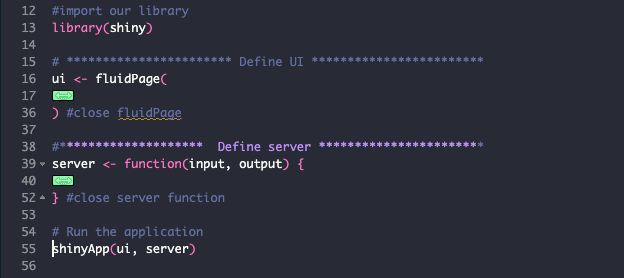 12 #import our library
13 library(shiny)
14
15 # *********************** Define UI ************************
16 ui <- fluidPage(
17
36 ) #close fluidPage
37
38 #********************  Define server ***********************
39 server <- function(input, output) {
40
52 } #close server function
53
54 # Run the application
55 shinyApp(ui, server)
56